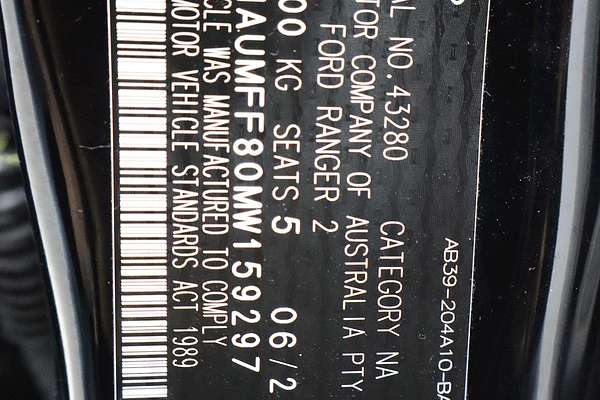 AB39-204A10-BA
AL NO.43280 CATEGORY NA
TOR COMPANY OF AUSTRALIA PTY
FORD RANGER 2
00 KG SEATS 5 06/2
AUMFF80MW159297
CLE WAS MANUFACTURED TO COMPLY
MOTOR VEHICLE STANDARDS ACT 1989